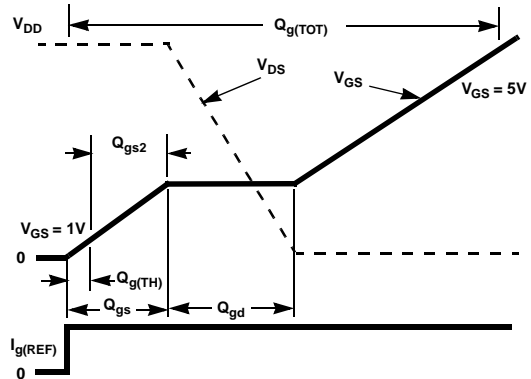 V_DD
Q_g(TOT)
V_DS
V_GS
V_GS = 5V
Q_gs2
V_GS = 1V
0
Q_g(TH)
Q_gs
Q_gd
I_g(REF)
0